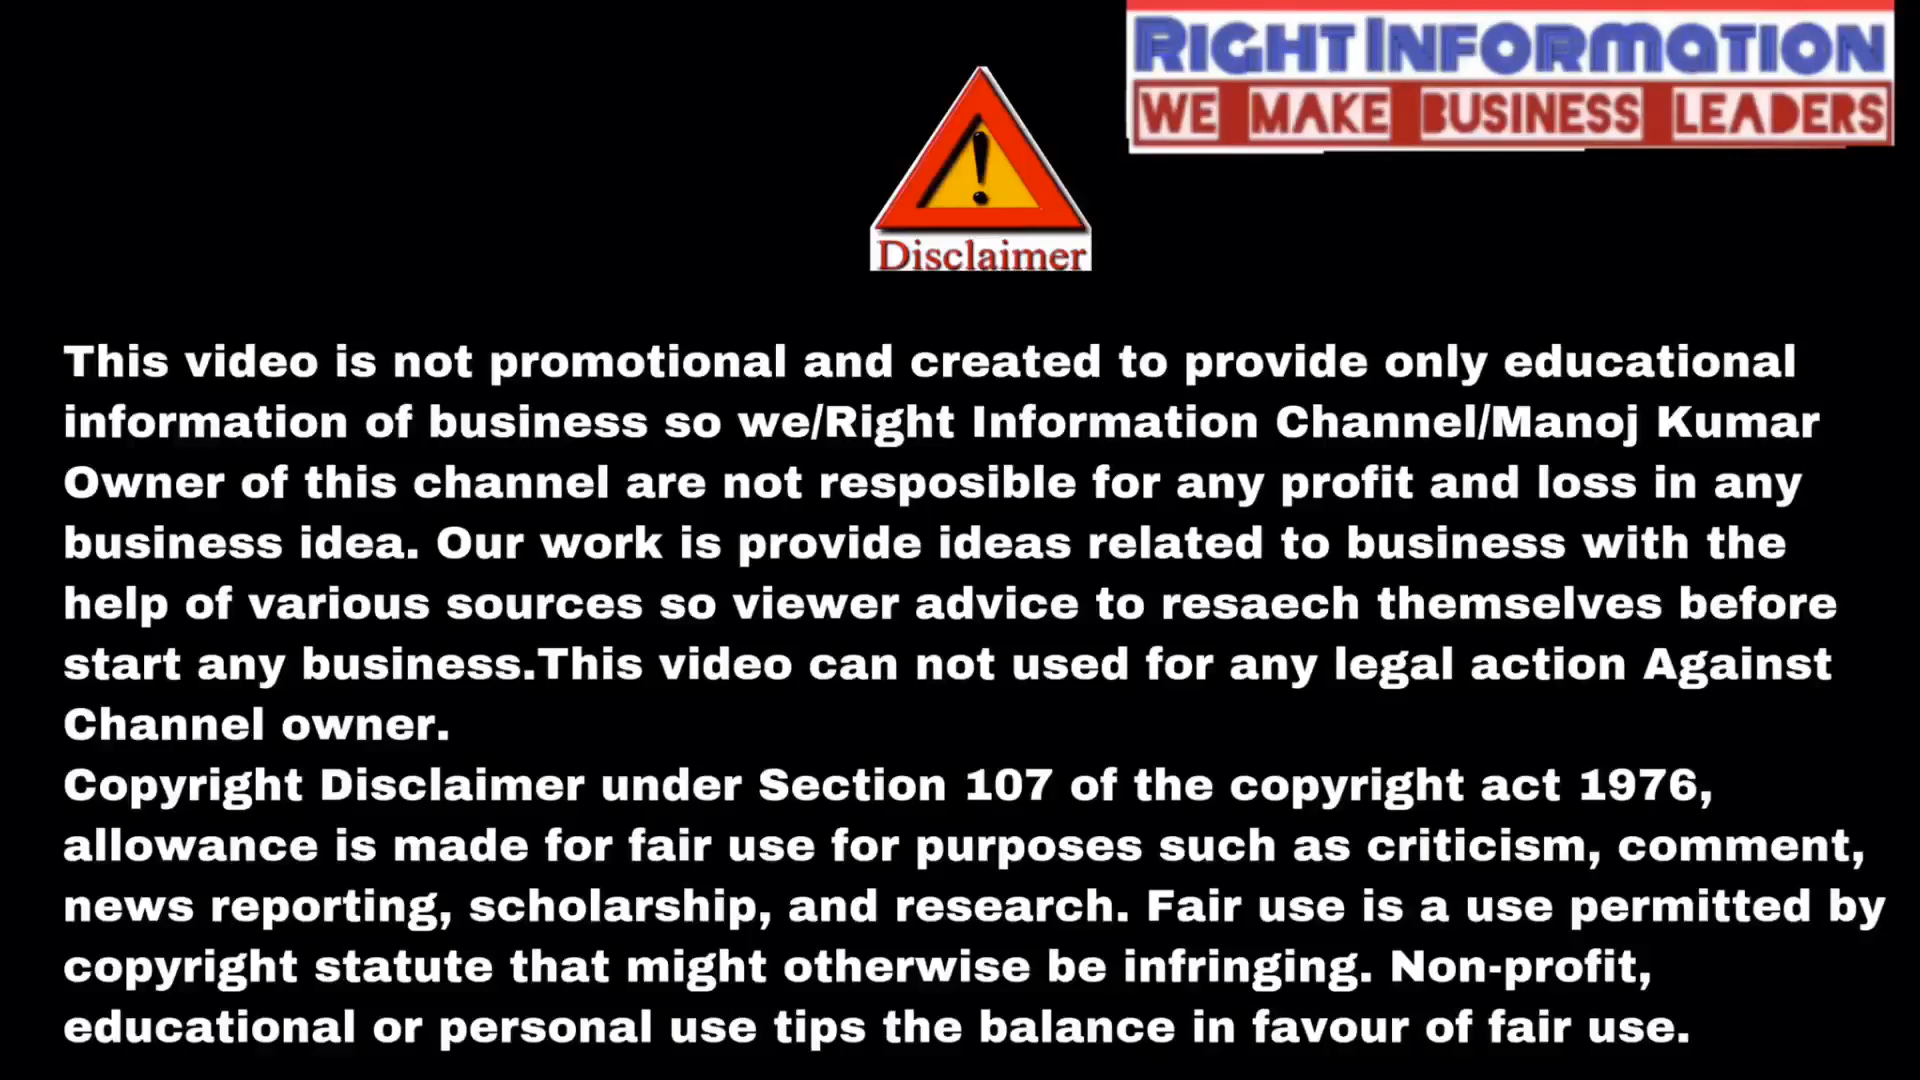 RIGHT INFORMATION
WE MAKE BUSINESS LEADERS
Disclaimer
This video is not promotional and created to provide only educational
information of business so we/Right Information Channel/Manoj Kumar
Owner of this channel are not resposible for any profit and loss in any
business idea. Our work is provide ideas related to business with the
help of various sources so viewer advice to resaech themselves before
start any business.This video can not used for any legal action Against
Channel owner.
Copyright Disclaimer under Section 107 of the copyright act 1976,
allowance is made for fair use for purposes such as criticism, comment,
news reporting, scholarship, and research. Fair use is a use permitted by
copyright statute that might otherwise be infringing. Non-profit,
educational or personal use tips the balance in favour of fair use.